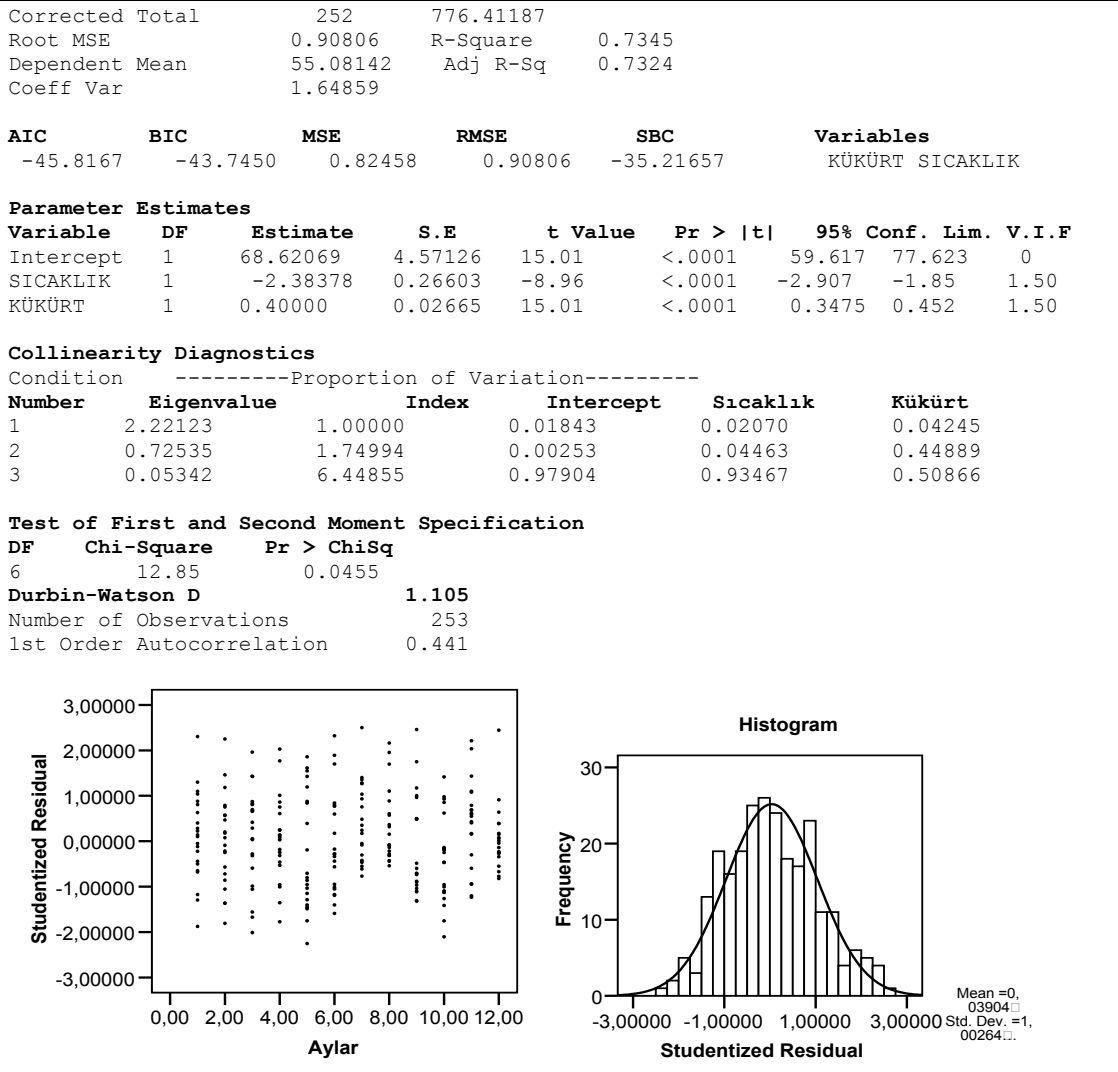 Corrected Total 252 776.41187
Root MSE 0.90806 R-Square 0.7345
Dependent Mean 55.08142 Adj R-Sq 0.7324
Coeff Var 1.64859
AIC BIC MSE RMSE SBC Variables
-45.8167 -43.7450 0.82458 0.90806 -35.21657 KÜKÜRT SICAKLIK
Parameter Estimates
Variable DF Estimate S.E t Value Pr > |t| 95% Conf. Lim. V.I.F
Intercept 1 68.62069 4.57126 15.01 <.0001 59.617 77.623 0
SICAKLIK 1 -2.38378 0.26603 -8.96 <.0001 -2.907 -1.85 1.50
KÜKÜRT 1 0.40000 0.02665 15.01 <.0001 0.3475 0.452 1.50
Collinearity Diagnostics
Condition ---------Proportion of Variation---------
Number Eigenvalue Index Intercept Sıcaklık Kükürt
1 2.22123 1.00000 0.01843 0.02070 0.04245
2 0.72535 1.74994 0.00253 0.04463 0.44889
3 0.05342 6.44855 0.97904 0.93467 0.50866
Test of First and Second Moment Specification
DF Chi-Square Pr > ChiSq
6 12.85 0.0455
Durbin-Watson D 1.105
Number of Observations 253
1st Order Autocorrelation 0.441
3,00000
2,00000
1,00000
0,00000
-1,00000
-2,00000
-3,00000
Studentized Residual
0,00 2,00 4,00 6,00 8,00 10,00 12,00
Aylar
Histogram
30
20
10
0
Frequency
-3,00000 -1,00000 1,00000 3,00000
Studentized Residual
Mean =0,
03904□
Std. Dev. =1,
00264□.